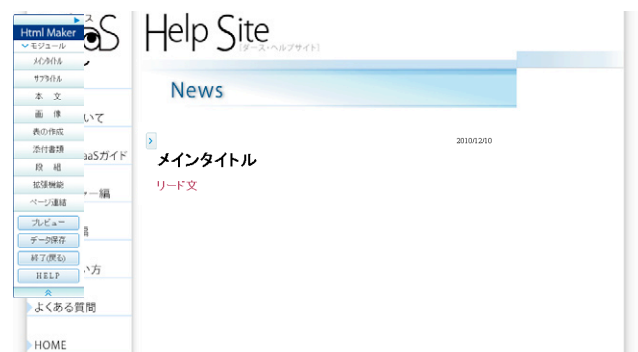 Html Maker
モジュール
メインタイトル
サブタイトル
本 文
画 像
表の作成
添付書類
段 組
拡張機能
ページ連結
プレビュー
データ保存
終了(戻る)
HELP
ス
aS
いて
aaSガイド
ー編
編
い方
よくある質問
HOME
Help Site
(ダース・ヘルプサイト)
News
2010/12/10
メインタイトル
リード文